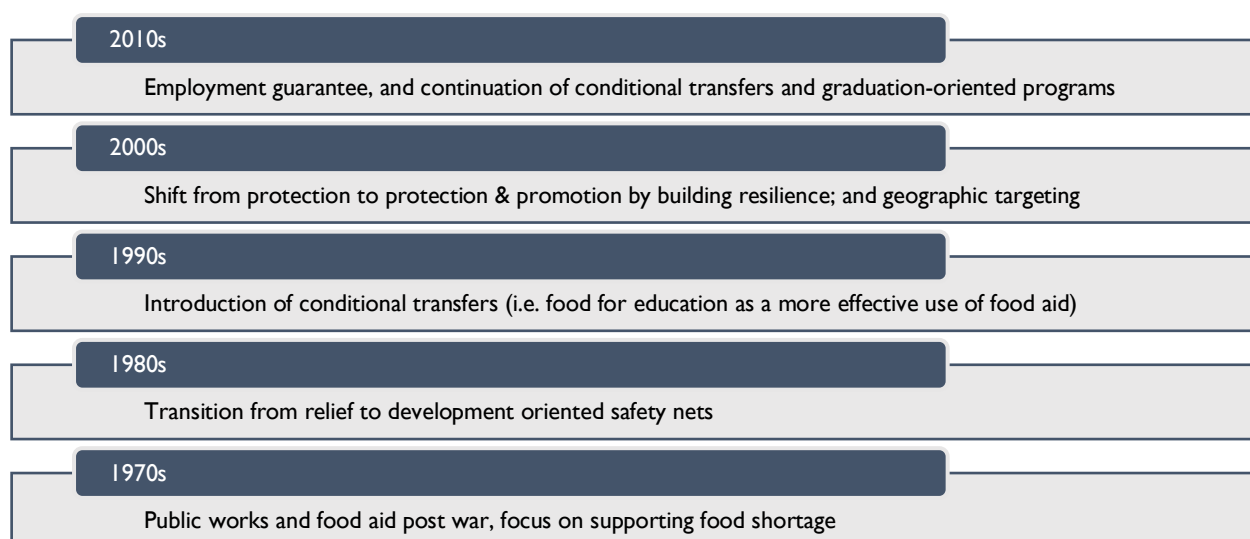 2010s
Employment guarantee, and continuation of conditional transfers and graduation-oriented programs
2000s
Shift from protection to protection & promotion by building resilience; and geographic targeting
1990s
Introduction of conditional transfers (i.e. food for education as a more effective use of food aid)
1980s
Transition from relief to development oriented safety nets
1970s
Public works and food aid post war, focus on supporting food shortage